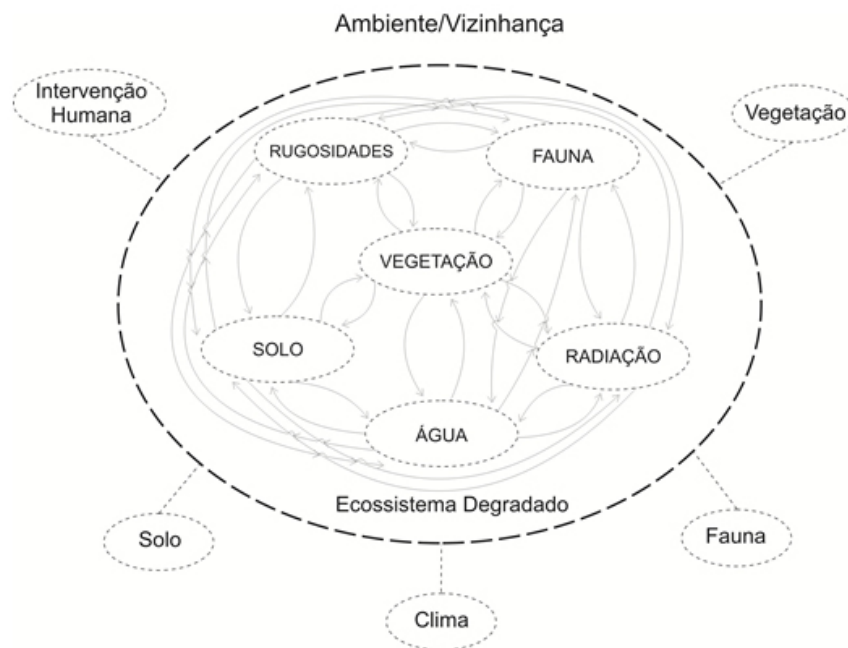 Ambiente/Vizinhança
Intervenção
Humana
Vegetação
RUGOSIDADES
FAUNA
VEGETAÇÃO
SOLO
RADIAÇÃO
ÁGUA
Ecossistema Degradado
Solo
Fauna
Clima